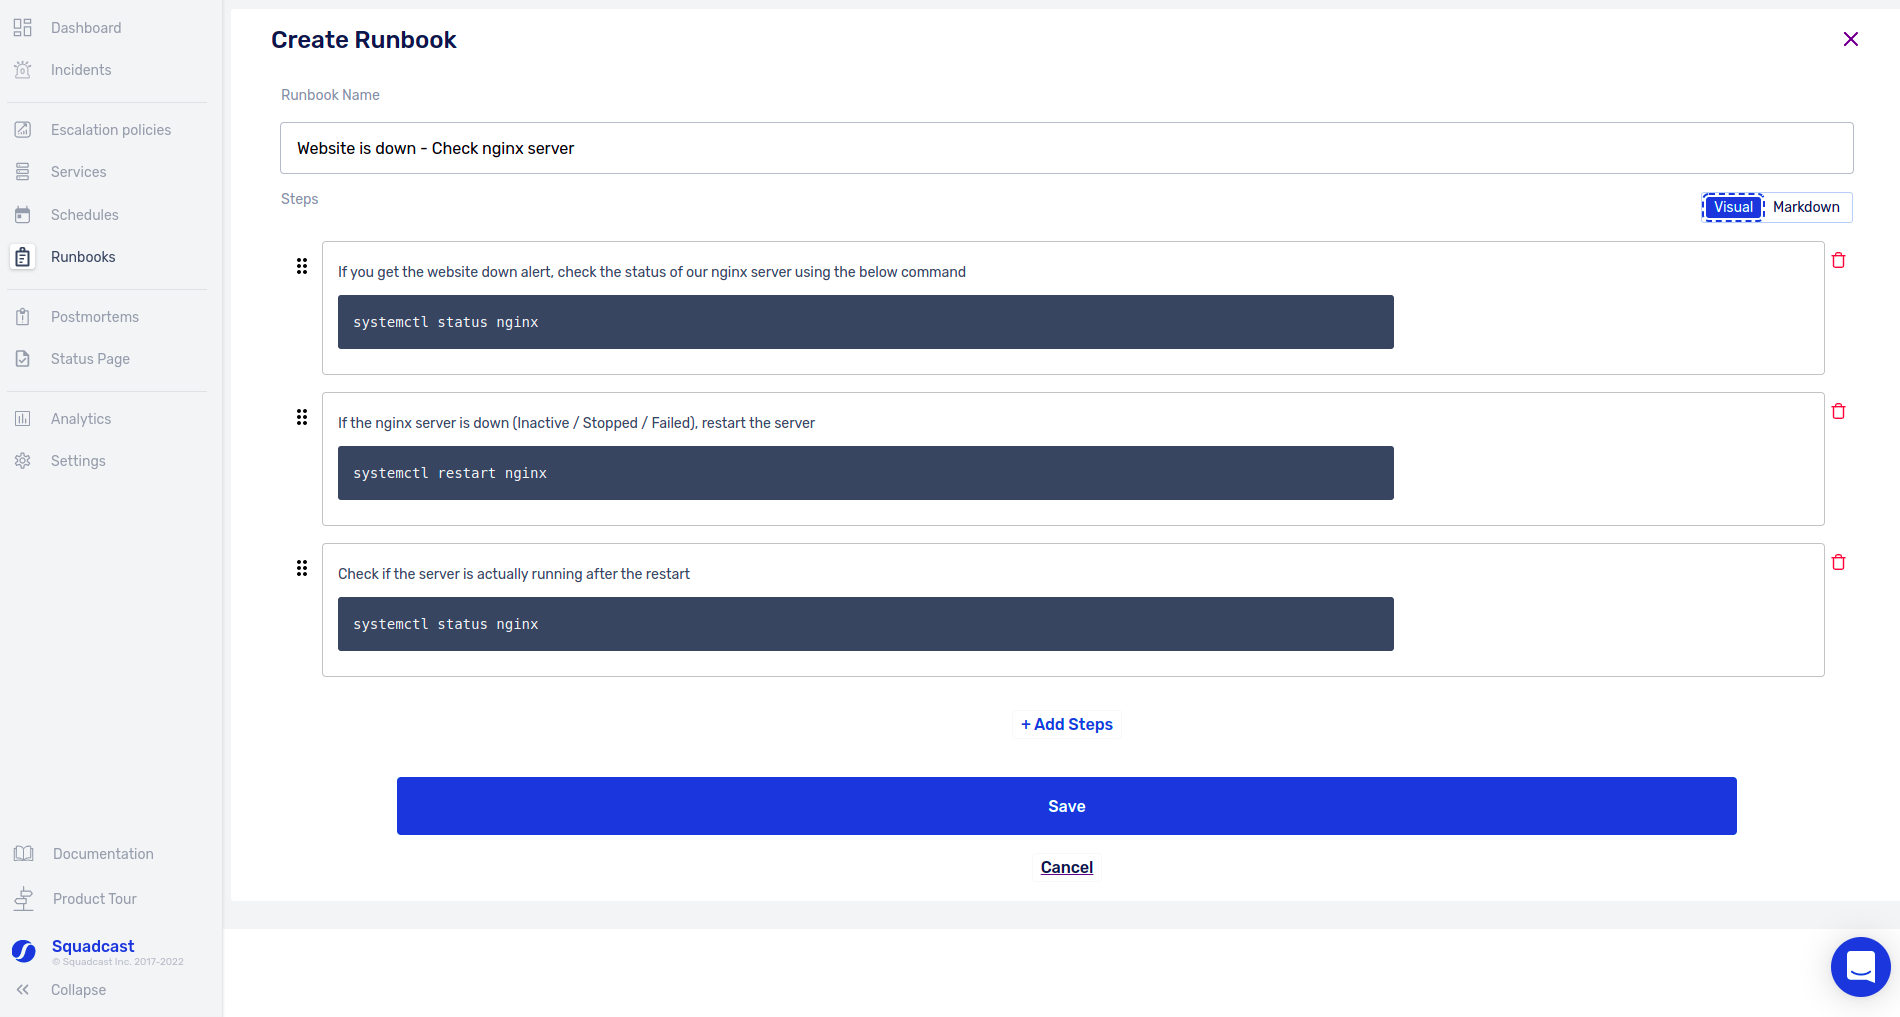 Dashboard
Incidents
Escalation policies
Services
Schedules
Runbooks
Postmortems
Status Page
Analytics
Settings
Documentation
Product Tour
Squadcast
© Squadcast Inc. 2017-2022
Collapse
Create Runbook
Runbook Name
Website is down - Check nginx server
Steps
Visual Markdown
If you get the website down alert, check the status of our nginx server using the below command
systemctl status nginx
If the nginx server is down (Inactive / Stopped / Failed), restart the server
systemctl restart nginx
Check if the server is actually running after the restart
systemctl status nginx
+ Add Steps
Save
Cancel